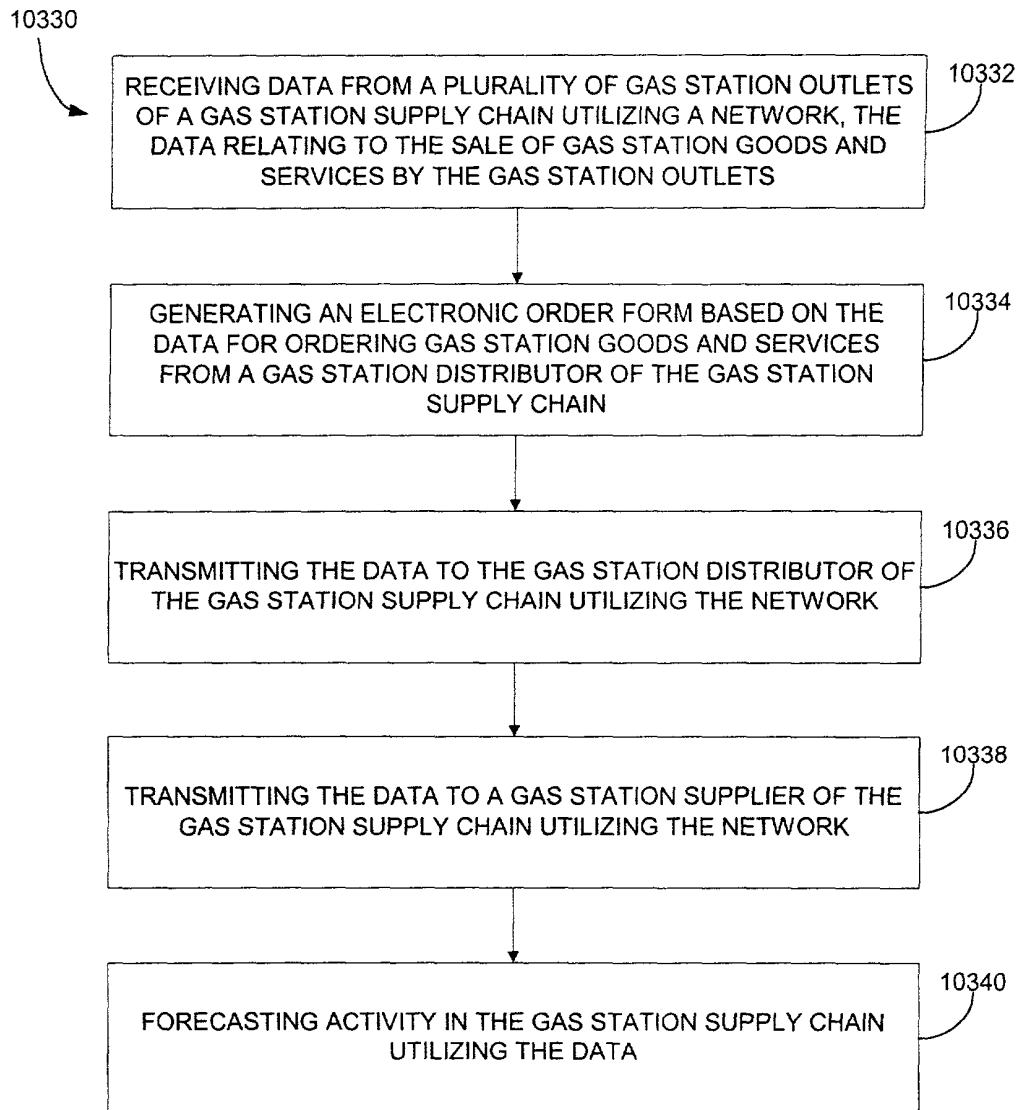 10330
RECEIVING DATA FROM A PLURALITY OF GAS STATION OUTLETS
OF A GAS STATION SUPPLY CHAIN UTILIZING A NETWORK, THE
DATA RELATING TO THE SALE OF GAS STATION GOODS AND
SERVICES BY THE GAS STATION OUTLETS
10332
GENERATING AN ELECTRONIC ORDER FORM BASED ON THE
DATA FOR ORDERING GAS STATION GOODS AND SERVICES
FROM A GAS STATION DISTRIBUTOR OF THE GAS STATION
SUPPLY CHAIN
10334
TRANSMITTING THE DATA TO THE GAS STATION DISTRIBUTOR OF
THE GAS STATION SUPPLY CHAIN UTILIZING THE NETWORK
10336
TRANSMITTING THE DATA TO A GAS STATION SUPPLIER OF THE
GAS STATION SUPPLY CHAIN UTILIZING THE NETWORK
10338
FORECASTING ACTIVITY IN THE GAS STATION SUPPLY CHAIN
UTILIZING THE DATA
10340